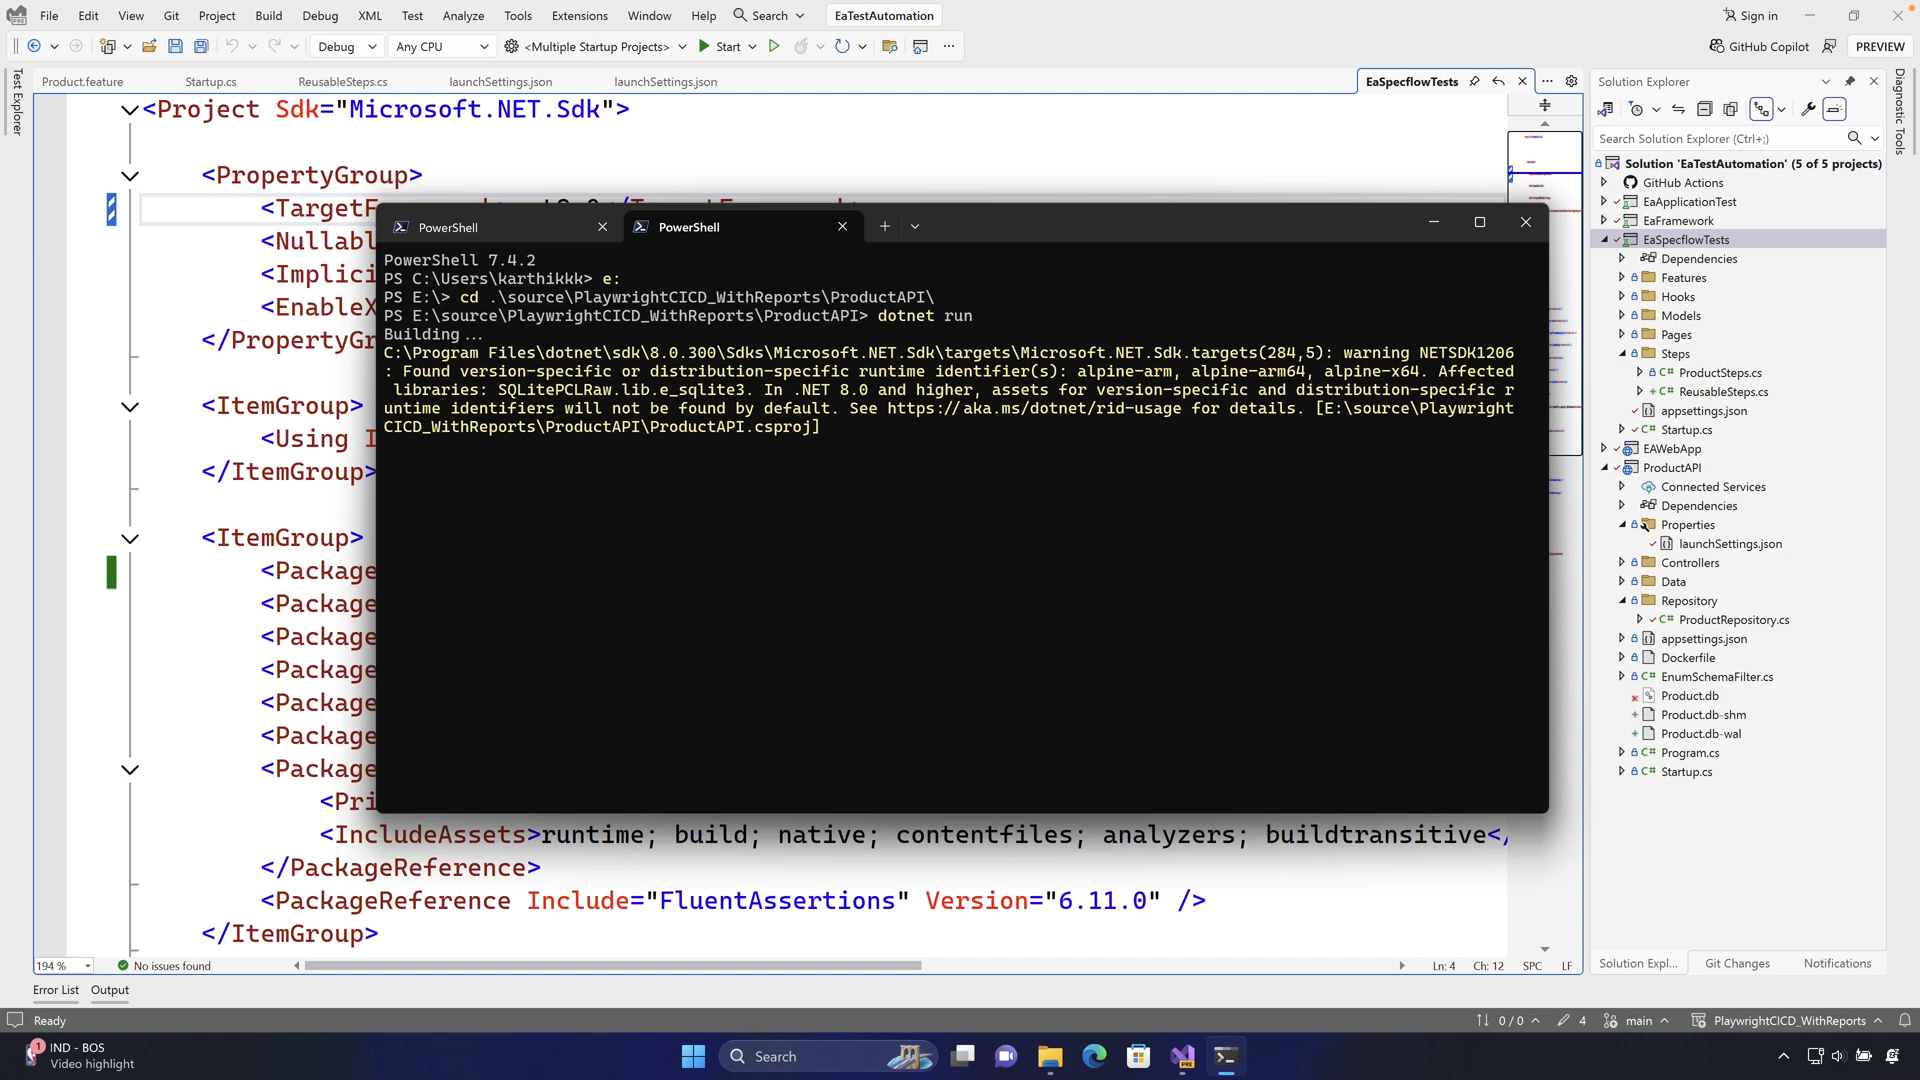 File Edit View Git Project Build Debug XML Test Analyze Tools Extensions Window Help Search EaTestAutomation Sign in
Debug Any CPU <Multiple Startup Projects> Start GitHub Copilot PREVIEW
Test Explorer
Product.feature Startup.cs ReusableSteps.cs launchSettings.json launchSettings.json EaSpecflowTests
<Project Sdk="Microsoft.NET.Sdk">
<PropertyGroup>
<Nullabl
<Implici
<EnableX
</PropertyGr
<ItemGroup>
<Using I
</ItemGroup>
<ItemGroup>
<Package
<Package
<Package
<Package
<Package
<Package
<Package
<Pri
<IncludeAssets>runtime; build; native; contentfiles; analyzers; buildtransitive</
</PackageReference>
<PackageReference Include="FluentAssertions" Version="6.11.0" />
</ItemGroup>
PowerShell PowerShell
PowerShell 7.4.2
PS C:\Users\karthikkk> e:
PS E:\> cd .\source\PlaywrightCICD_WithReports\ProductAPI\
PS E:\source\PlaywrightCICD_WithReports\ProductAPI> dotnet run
Building...
C:\Program Files\dotnet\sdk\8.0.300\Sdks\Microsoft.NET.Sdk\targets\Microsoft.NET.Sdk.targets(284,5): warning NETSDK1206
: Found version-specific or distribution-specific runtime identifier(s): alpine-arm, alpine-arm64, alpine-x64. Affected
libraries: SQLitePCLRaw.lib.e_sqlite3. In .NET 8.0 and higher, assets for version-specific and distribution-specific r
untime identifiers will not be found by default. See https://aka.ms/dotnet/rid-usage for details. [E:\source\Playwright
CICD_WithReports\ProductAPI\ProductAPI.csproj]
194 % No issues found Ln: 4 Ch: 12 SPC LF
Error List Output
Solution Explorer
Search Solution Explorer (Ctrl+;)
Solution 'EaTestAutomation' (5 of 5 projects)
GitHub Actions
EaApplicationTest
EaFramework
EaSpecflowTests
Dependencies
Features
Hooks
Models
Pages
Steps
C# ProductSteps.cs
C# ReusableSteps.cs
appsettings.json
C# Startup.cs
EAWebApp
ProductAPI
Connected Services
Dependencies
Properties
launchSettings.json
Controllers
Data
Repository
C# ProductRepository.cs
appsettings.json
Dockerfile
C# EnumSchemaFilter.cs
Product.db
Product.db-shm
Product.db-wal
C# Program.cs
C# Startup.cs
Solution Expl... Git Changes Notifications
Diagnostic Tools
Ready 0 / 0 4 main PlaywrightCICD_WithReports
1
IND - BOS
Video highlight
Search
PRE